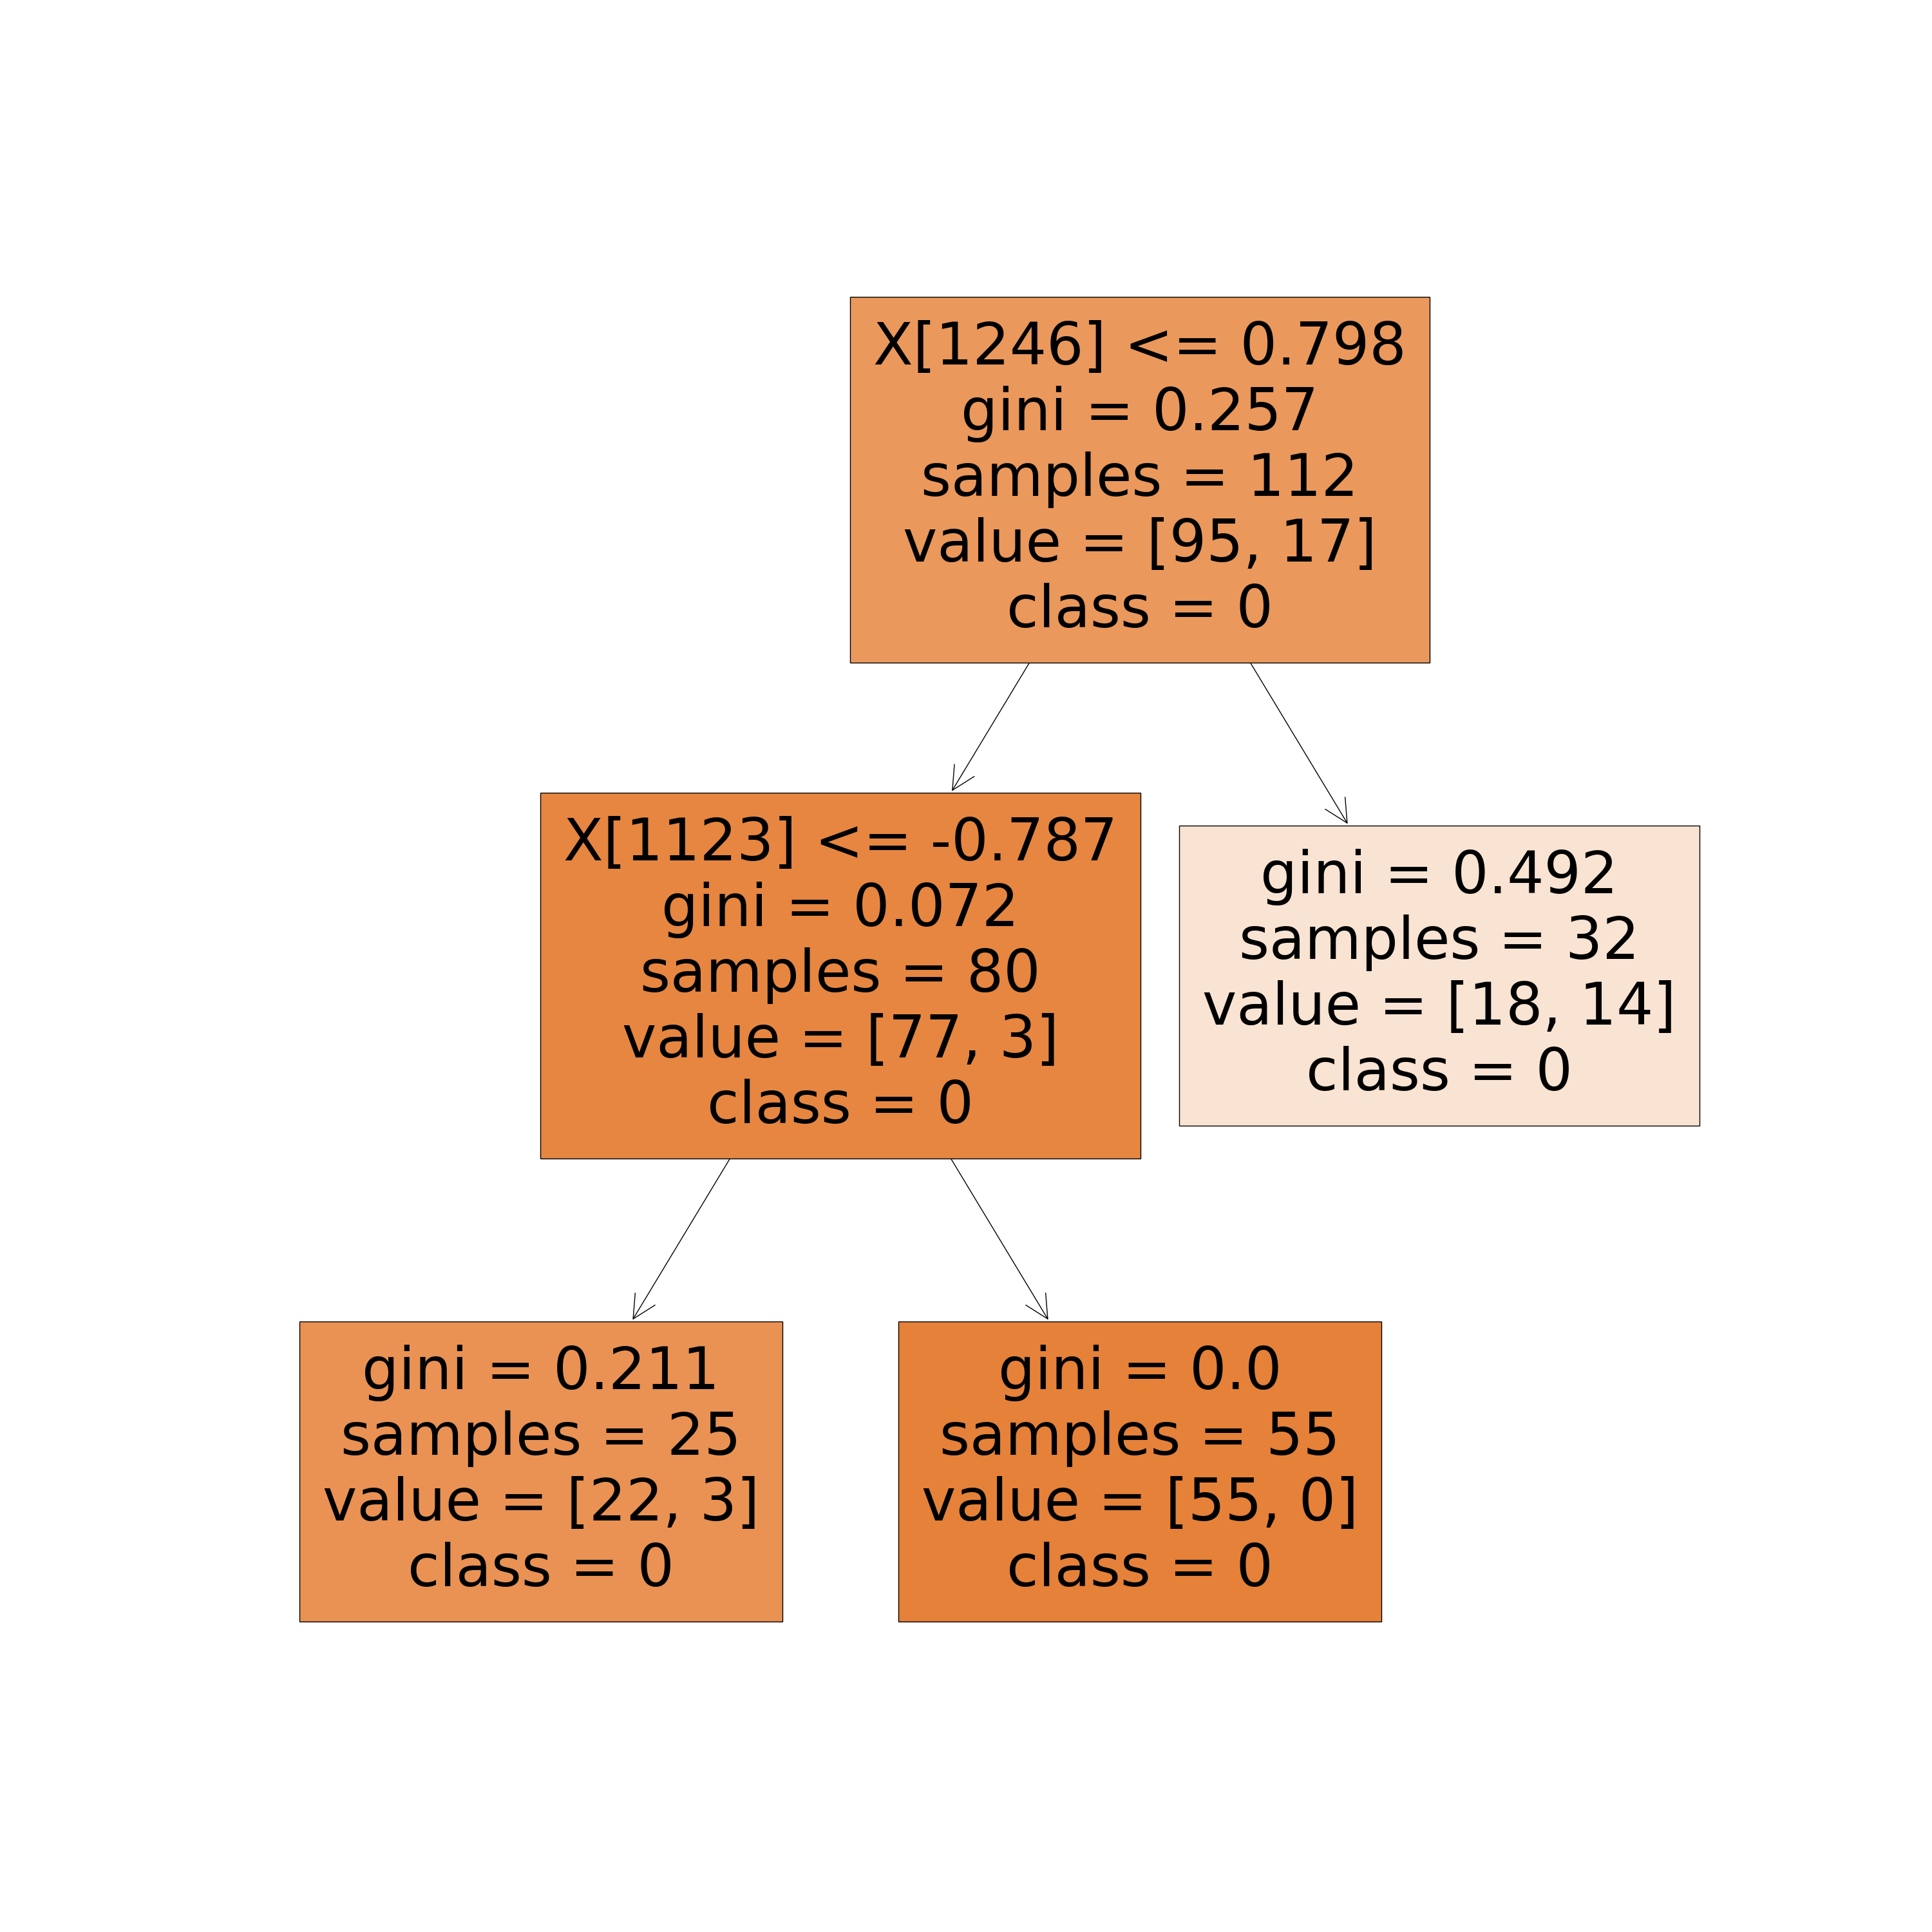 X[1246] <= 0.798
gini = 0.257
samples = 112
value = [95, 17]
class = 0
X[1123] <= -0.787
gini = 0.072
samples = 80
value = [77, 3]
class = 0
gini = 0.492
samples = 32
value = [18, 14]
class = 0
gini = 0.211
samples = 25
value = [22, 3]
class = 0
gini = 0.0
samples = 55
value = [55, 0]
class = 0